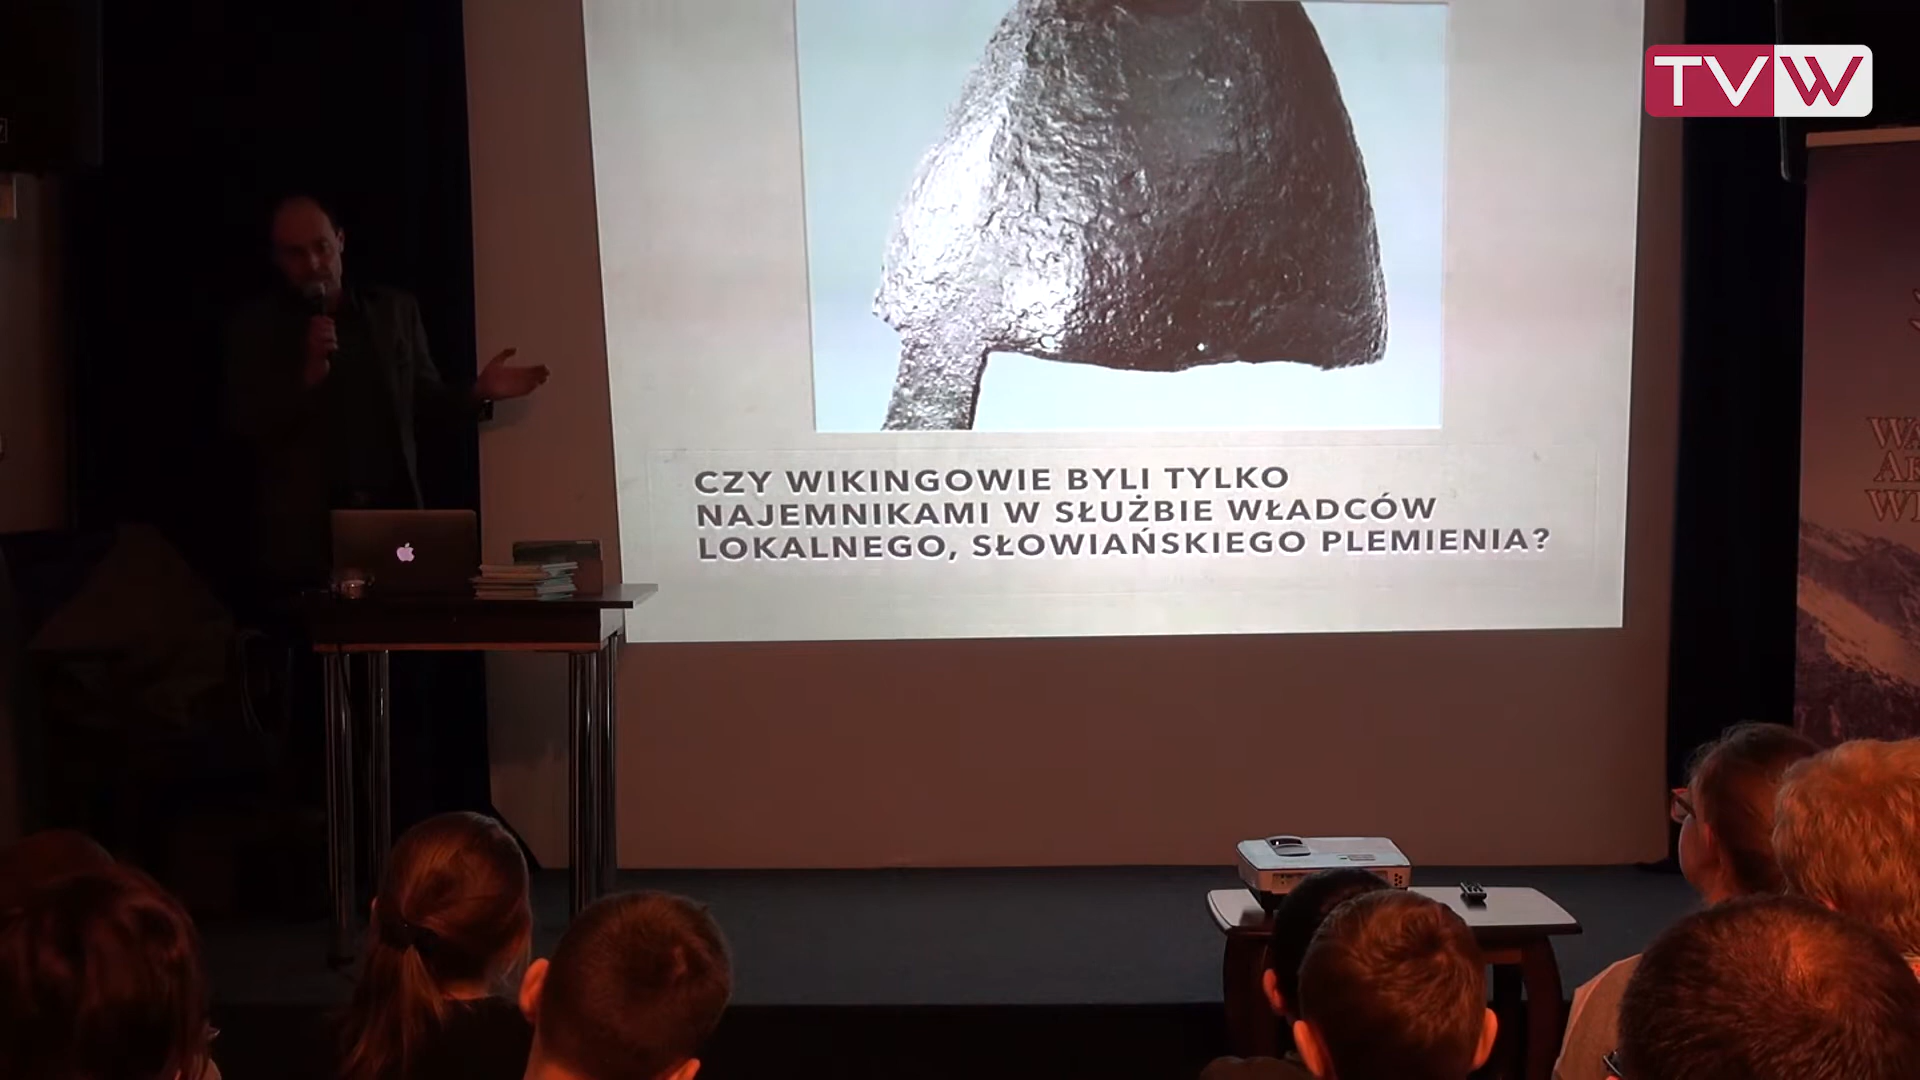 TVW
CZY WIKINGOWIE BYLI TYLKO
NAJEMNIKAMI W SŁUŻBIE WŁADCÓW
LOKALNEGO, SŁOWIAŃSKIEGO PLEMIENIA?